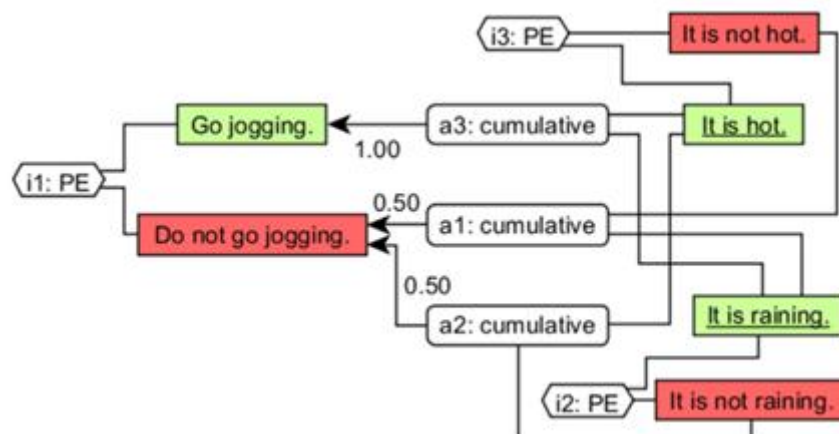 i3: PE
It is not hot.
Go jogging.
a3: cumulative
It is hot.
1.00
i1: PE
0.50
a1: cumulative
Do not go jogging.
0.50
a2: cumulative
It is raining.
i2: PE
It is not raining.